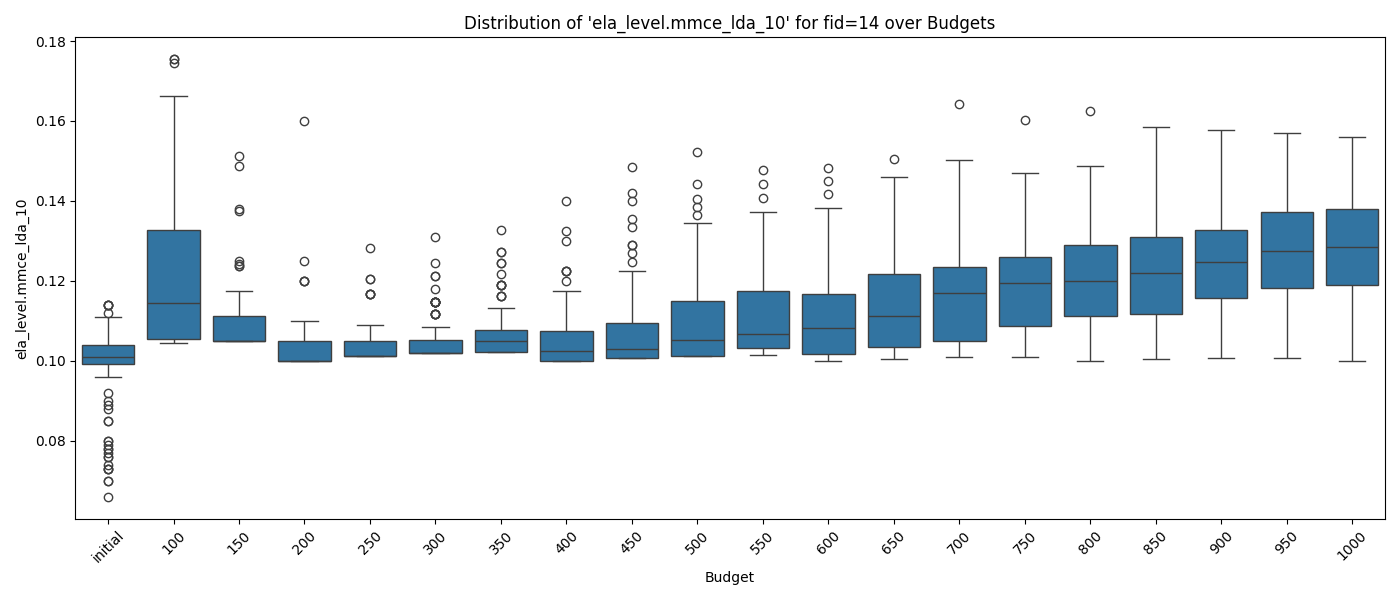 Distribution of 'ela_level.mmce_lda_10' for fid=14 over Budgets
ela_level.mmce_lda_10
0.18
0.16
0.14
0.12
0.10
0.08
initial 100 150 200 250 300 350 400 450 500 550 600 650 700 750 800 850 900 950 1000
Budget